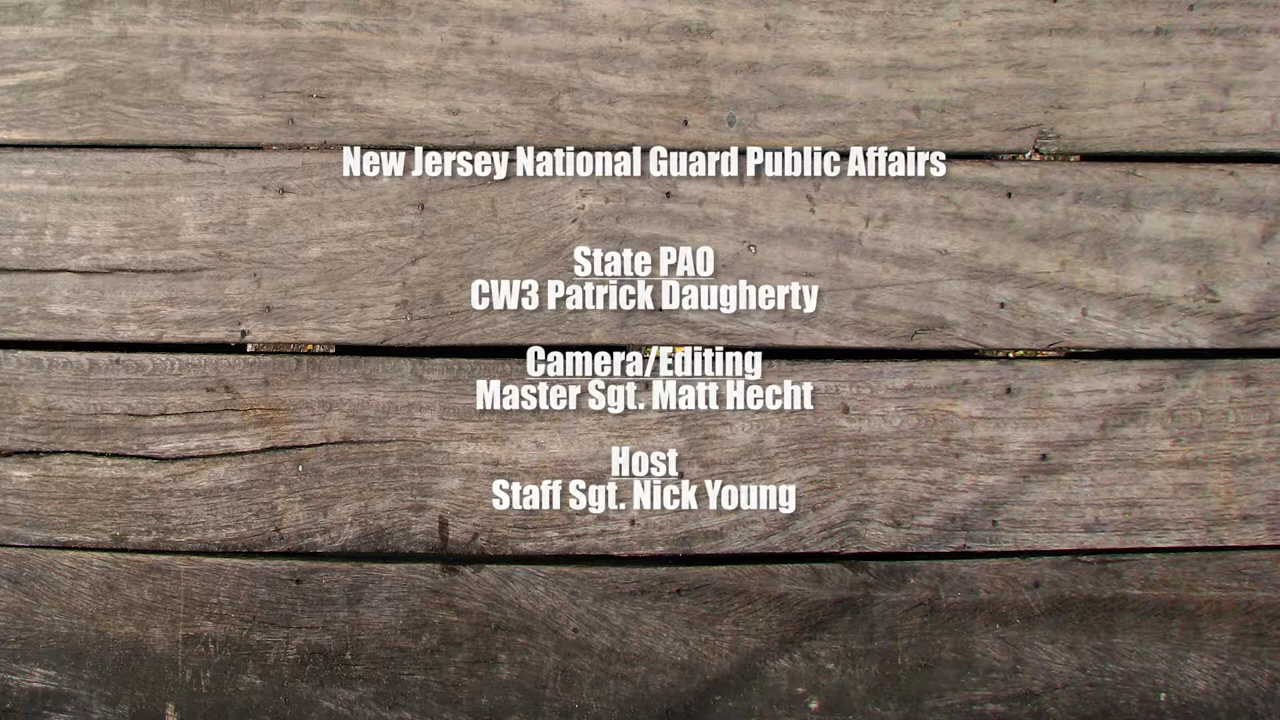 New Jersey National Guard Public Affairs
State PAO
CW3 Patrick Daugherty
Camera/Editing
Master Sgt. Matt Hecht
Host
Staff Sgt. Nick Young